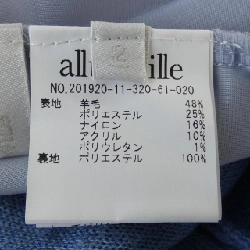 2
NO.201920-11-320-61-020
表地 羊毛 48%
ポリエステル 25%
ナイロン 16%
アクリル 10%
ポリウレタン 1%
裏地 ポリエステル 100%